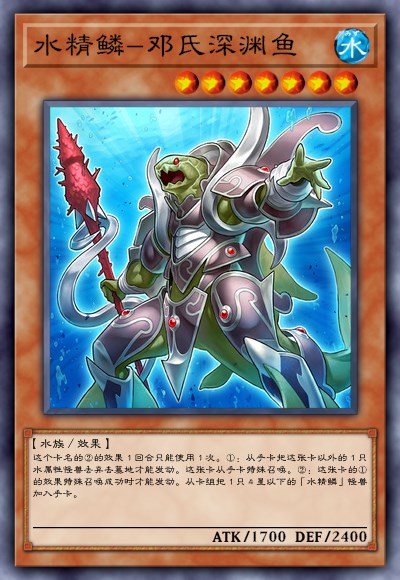 水精鳞-邓氏深渊鱼
水
【水族/效果】
这个卡名的②的效果1回合只能使用1次。①：从手卡把这张卡以外的1只
水属性怪兽丢弃去墓地才能发动。这张卡从手卡特殊召唤。②：这张卡的①
的效果特殊召唤成功时才能发动。从卡组把1只4星以下的「水精鳞」怪兽
加入手卡。
ATK/1700 DEF/2400